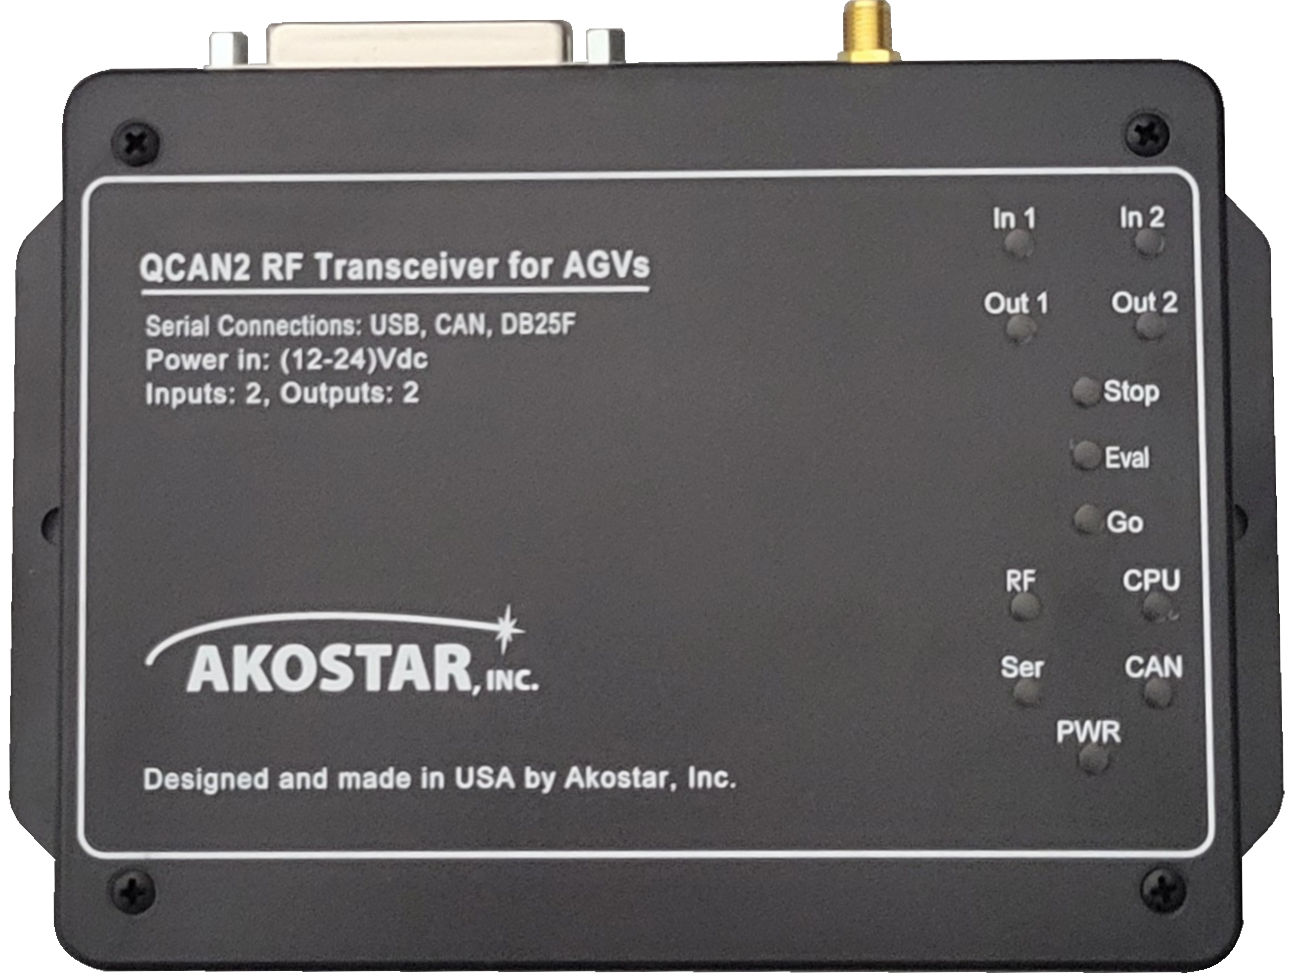 QCAN2 RF Transceiver for AGVs
Serial Connections: USB, CAN, DB25F
Power in: (12-24)Vdc
Inputs: 2, Outputs: 2
AKOSTAR, INC.
Designed and made in USA by Akostar, Inc.
In 1 In 2
Out 1 Out 2
Stop
Eval
Go
RF CPU
Ser CAN
PWR